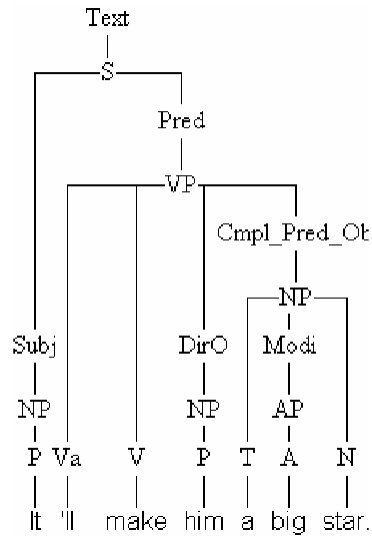 Text
S
Pred
VP
Cmpl_Pred_Ob
NP
Subj DirO Modi
NP NP AP
P Va V P T A N
It 'll make him a big star.